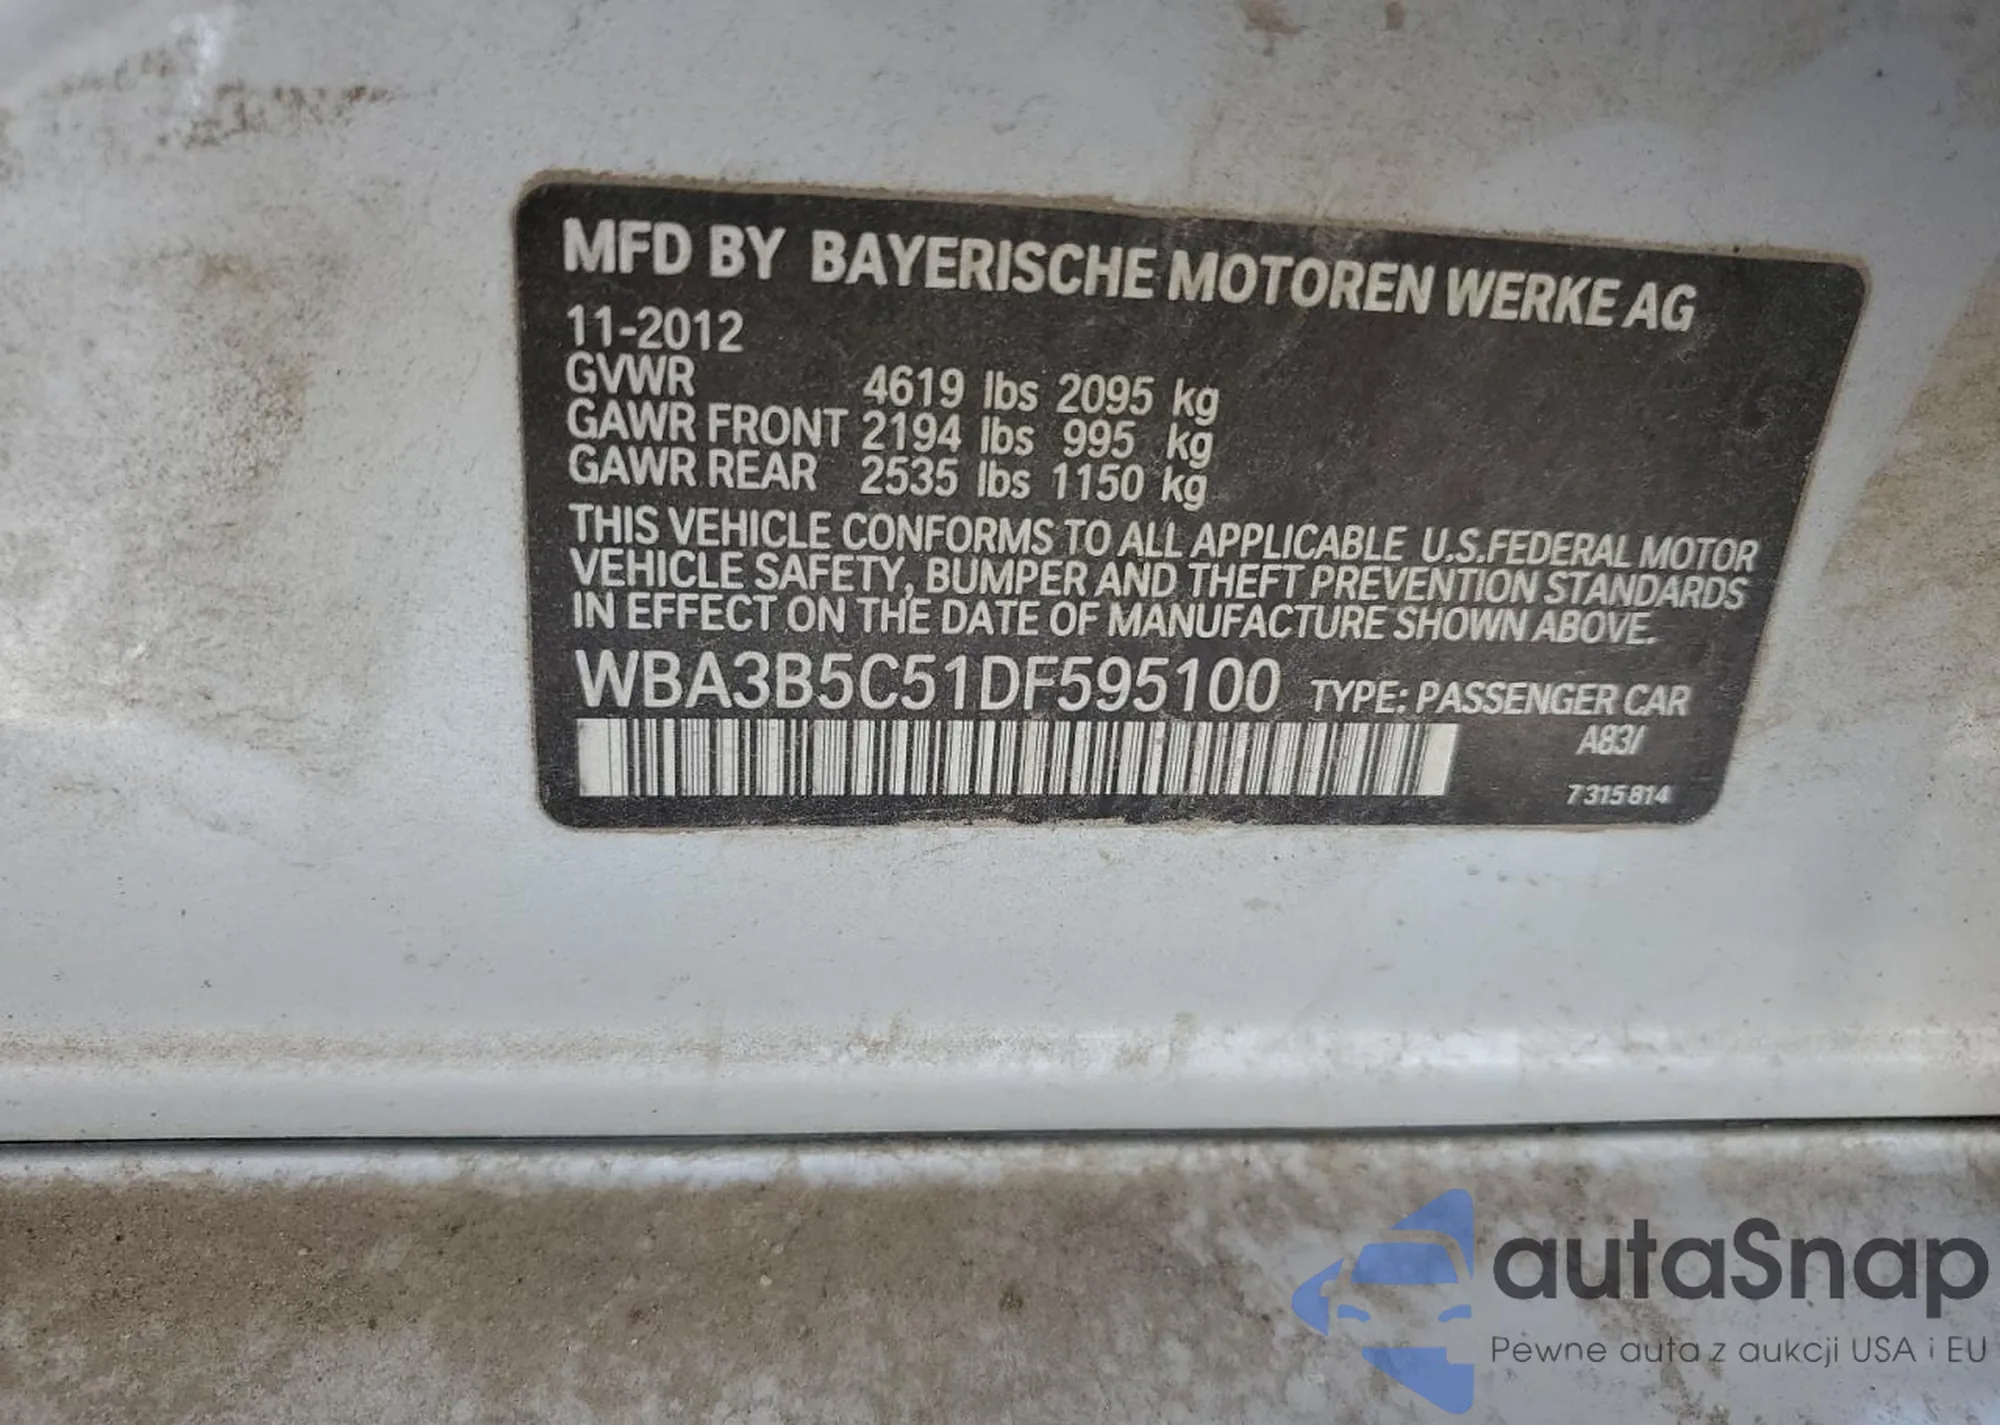 MFD BY BAYERISCHE MOTOREN WERKE AG
11-2012
GVWR 4619 lbs 2095 kg
GAWR FRONT 2194 lbs 995 kg
GAWR REAR 2535 lbs 1150 kg
THIS VEHICLE CONFORMS TO ALL APPLICABLE U.S.FEDERAL MOTOR
VEHICLE SAFETY, BUMPER AND THEFT PREVENTION STANDARDS
IN EFFECT ON THE DATE OF MANUFACTURE SHOWN ABOVE.
WBA3B5C51DF595100 TYPE: PASSENGER CAR
A83/
7 315 814
autaSnap
Pewne auta z aukcji USA i EU